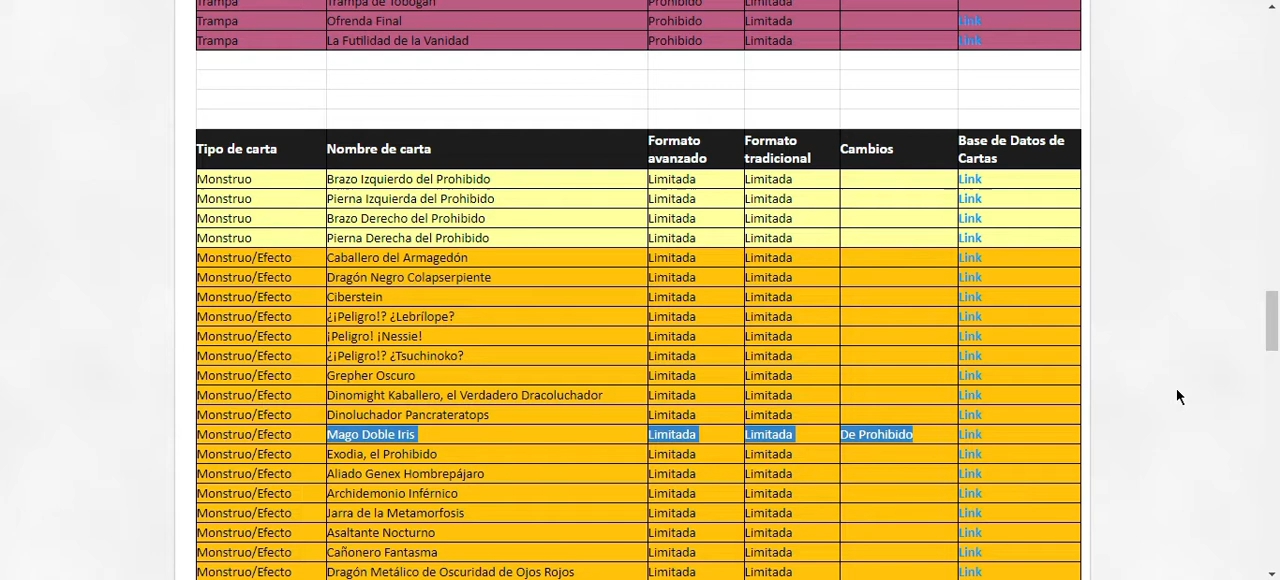 Trampa Trampa de Tobogán Prohibido Limitada
Trampa Ofrenda Final Prohibido Limitada Link
Trampa La Futilidad de la Vanidad Prohibido Limitada Link
Tipo de carta Nombre de carta Formato avanzado Formato tradicional Cambios Base de Datos de Cartas
Monstruo Brazo Izquierdo del Prohibido Limitada Limitada Link
Monstruo Pierna Izquierda del Prohibido Limitada Limitada Link
Monstruo Brazo Derecho del Prohibido Limitada Limitada Link
Monstruo Pierna Derecha del Prohibido Limitada Limitada Link
Monstruo/Efecto Caballero del Armagedón Limitada Limitada Link
Monstruo/Efecto Dragón Negro Colapserpiente Limitada Limitada Link
Monstruo/Efecto Ciberstein Limitada Limitada Link
Monstruo/Efecto ¿¡Peligro!? ¿Lebrílope? Limitada Limitada Link
Monstruo/Efecto ¡Peligro! ¡Nessie! Limitada Limitada Link
Monstruo/Efecto ¿¡Peligro!? ¿Tsuchinoko? Limitada Limitada Link
Monstruo/Efecto Grepher Oscuro Limitada Limitada Link
Monstruo/Efecto Dinomight Kaballero, el Verdadero Dracoluchador Limitada Limitada Link
Monstruo/Efecto Dinoluchador Pancrateratops Limitada Limitada Link
Monstruo/Efecto Mago Doble Iris Limitada Limitada De Prohibido Link
Monstruo/Efecto Exodia, el Prohibido Limitada Limitada Link
Monstruo/Efecto Aliado Genex Hombrepájaro Limitada Limitada Link
Monstruo/Efecto Archidemonio Inférnico Limitada Limitada Link
Monstruo/Efecto Jarra de la Metamorfosis Limitada Limitada Link
Monstruo/Efecto Asaltante Nocturno Limitada Limitada Link
Monstruo/Efecto Cañonero Fantasma Limitada Limitada Link
Monstruo/Efecto Dragón Metálico de Oscuridad de Ojos Rojos Limitada Limitada Link